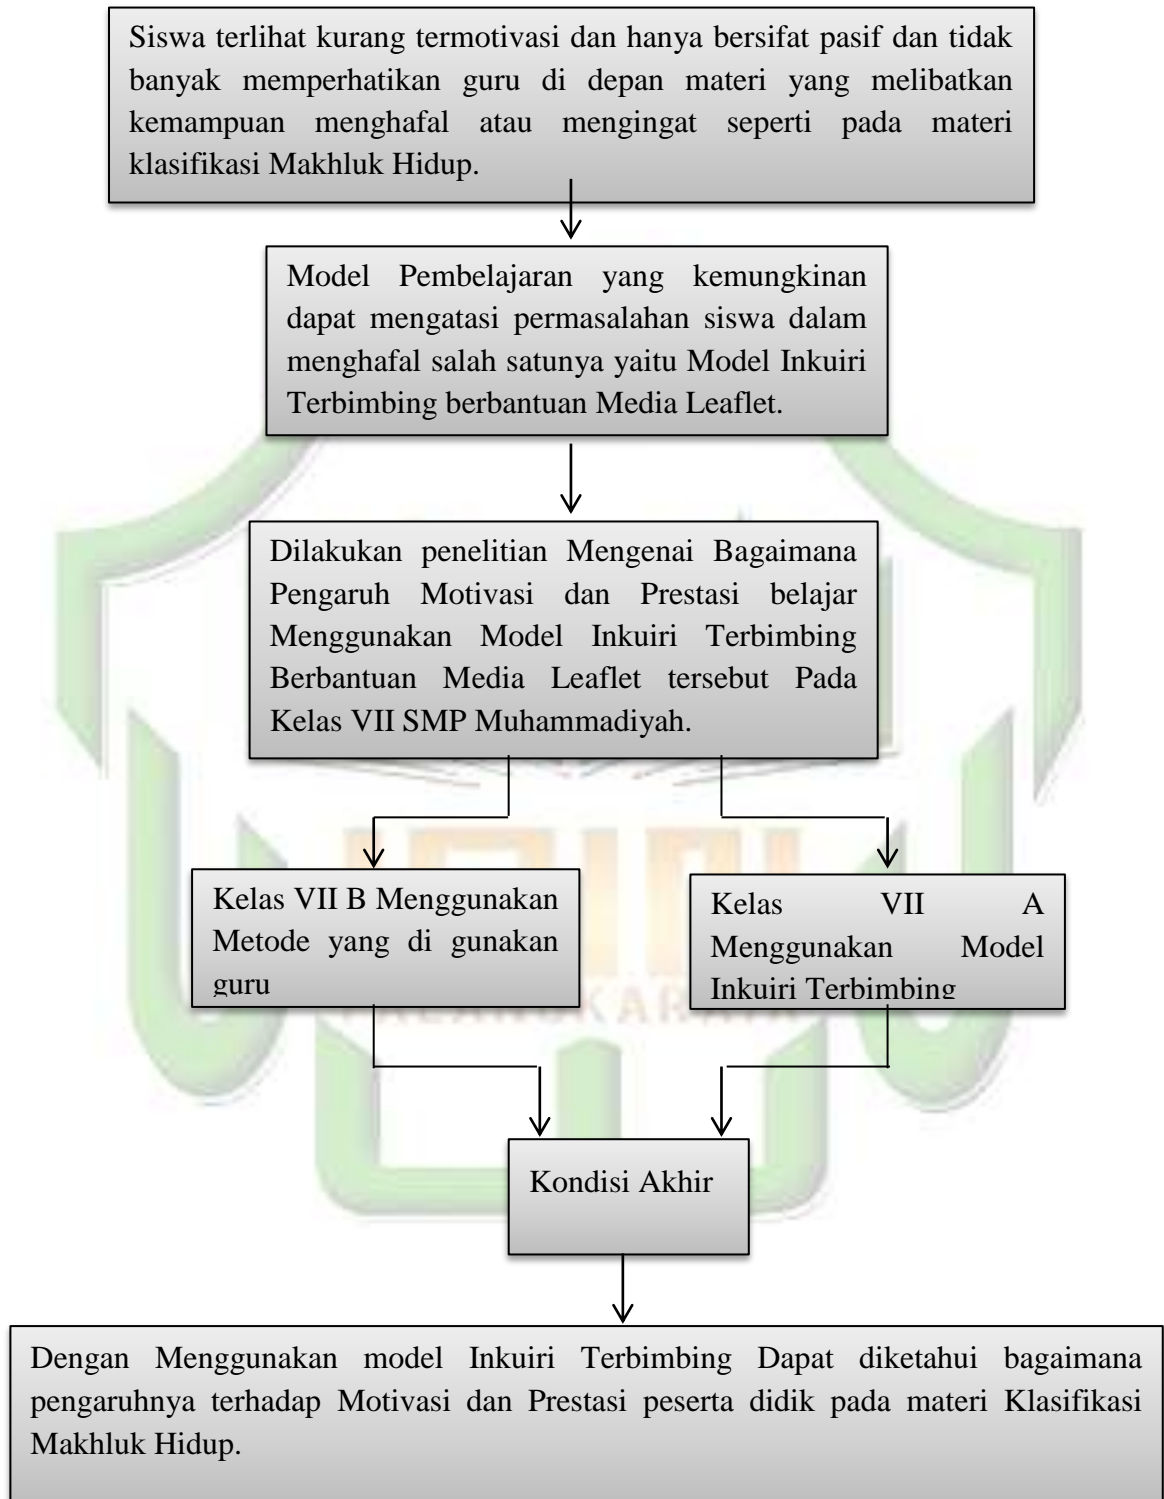 Siswa terlihat kurang termotivasi dan hanya bersifat pasif dan tidak
banyak memperhatikan guru di depan materi yang melibatkan
kemampuan menghafal atau mengingat seperti pada materi
klasifikasi Makhluk Hidup.
Model Pembelajaran yang kemungkinan
dapat mengatasi permasalahan siswa dalam
menghafal salah satunya yaitu Model Inkuiri
Terbimbing berbantuan Media Leaflet.
Dilakukan penelitian Mengenai Bagaimana
Pengaruh Motivasi dan Prestasi belajar
Menggunakan Model Inkuiri Terbimbing
Berbantuan Media Leaflet tersebut Pada
Kelas VII SMP Muhammadiyah.
Kelas VII B Menggunakan
Metode yang di gunakan
guru
Kelas VII A
Menggunakan Model
Inkuiri Terbimbing
Kondisi Akhir
Dengan Menggunakan model Inkuiri Terbimbing Dapat diketahui bagaimana
pengaruhnya terhadap Motivasi dan Prestasi peserta didik pada materi Klasifikasi
Makhluk Hidup.